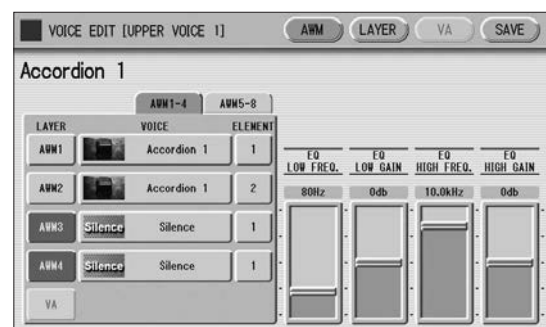 VOICE EDIT [UPPER VOICE 1] AWM LAYER VA SAVE
Accordion 1
AWM1-4 AWM5-8
LAYER VOICE ELEMENT
AWM1 Accordion 1 1
AWM2 Accordion 1 2
AWM3 Silence Silence 1
AWM4 Silence Silence 1
VA
EQ LOW FREQ. EQ LOW GAIN EQ HIGH FREQ. EQ HIGH GAIN
80Hz 0db 10.0kHz 0db